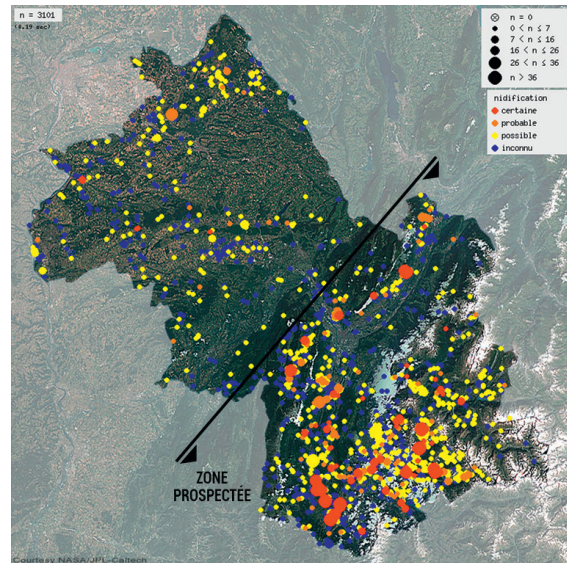 n = 3101
(0.19 sec)
n = 0
0 < n ≤ 7
7 < n ≤ 16
16 < n ≤ 26
26 < n ≤ 36
n > 36
nidification
certaine
probable
possible
inconnu
ZONE
PROSPECTÉE
Courtesy NASA/JPL-Caltech